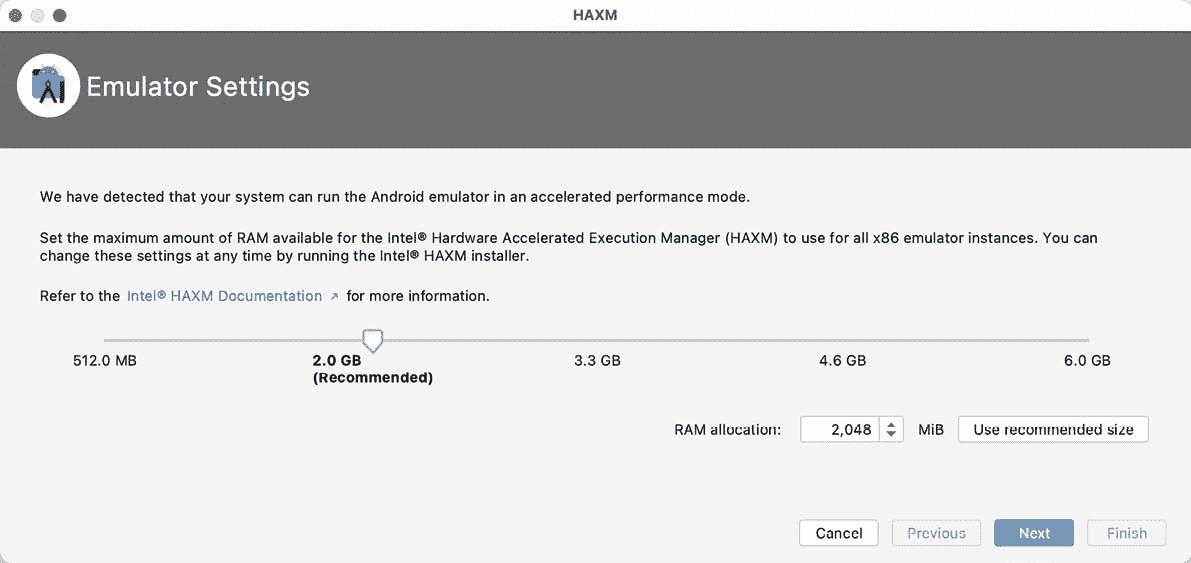 HAXM
Emulator Settings
We have detected that your system can run the Android emulator in an accelerated performance mode.
Set the maximum amount of RAM available for the Intel® Hardware Accelerated Execution Manager (HAXM) to use for all x86 emulator instances. You can
change these settings at any time by running the Intel® HAXM installer.
Refer to the Intel® HAXM Documentation ↗ for more information.
512.0 MB 2.0 GB 3.3 GB 4.6 GB 6.0 GB
(Recommended)
RAM allocation: 2,048 MiB Use recommended size
Cancel Previous Next Finish